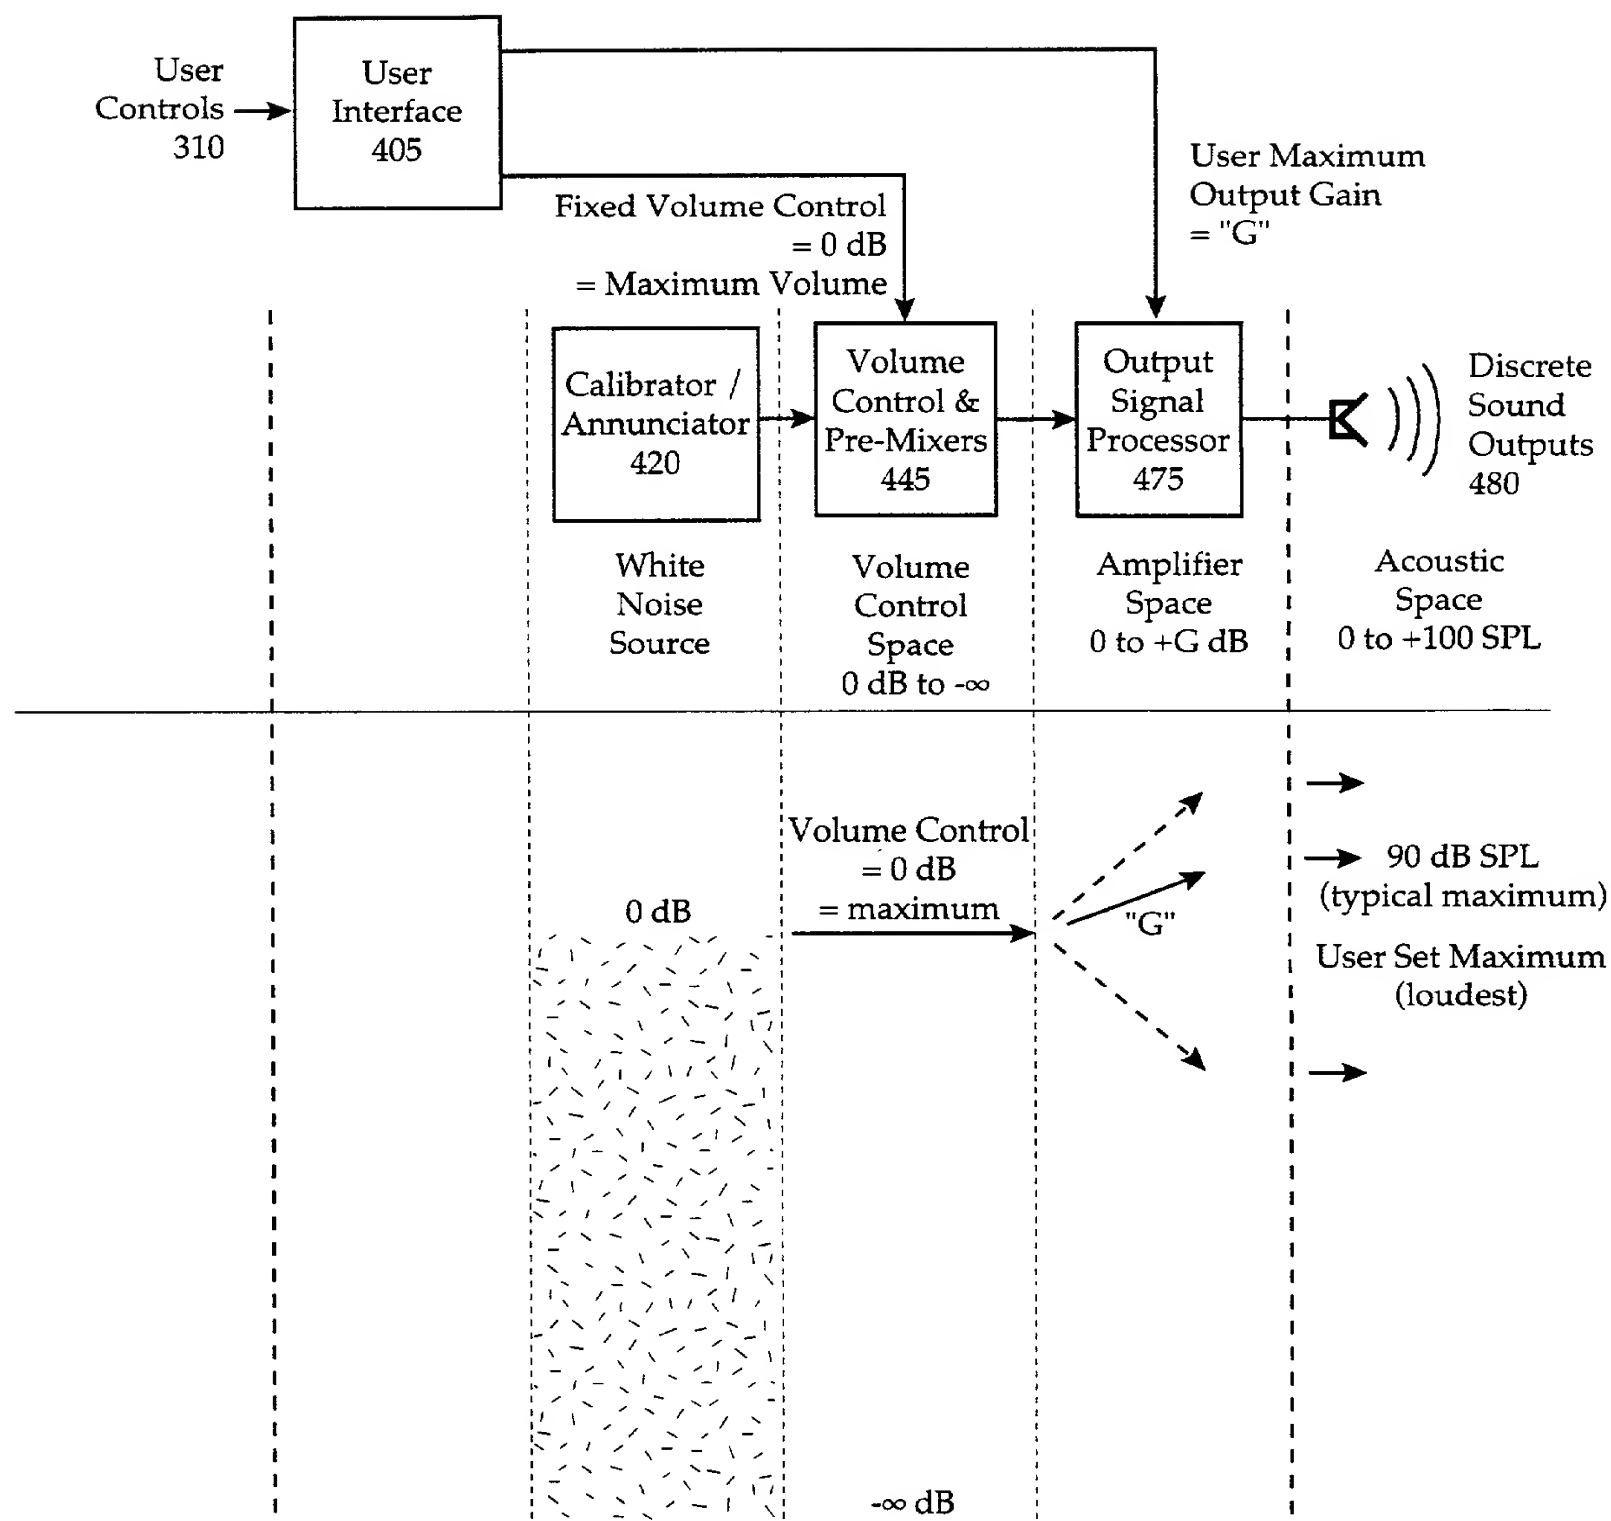 User
Controls
310
User
Interface
405
Fixed Volume Control
= 0 dB
= Maximum Volume
User Maximum
Output Gain
= "G"
Calibrator /
Annunciator
420
Volume
Control &
Pre-Mixers
445
Output
Signal
Processor
475
Discrete
Sound
Outputs
480
White
Noise
Source
Volume
Control
Space
0 dB to -∞
Amplifier
Space
0 to +G dB
Acoustic
Space
0 to +100 SPL
0 dB
Volume Control
= 0 dB
= maximum
"G"
90 dB SPL
(typical maximum)
User Set Maximum
(loudest)
-∞ dB